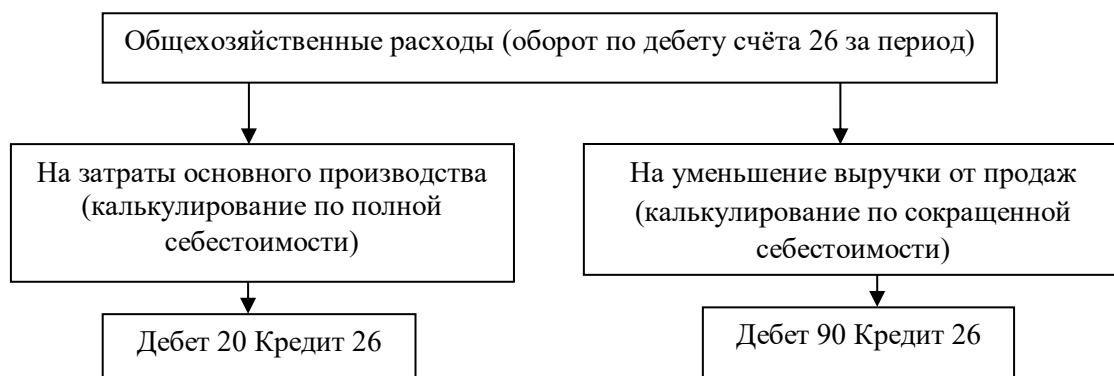 Общехозяйственные расходы (оборот по дебету счёта 26 за период)
На затраты основного производства
(калькулирование по полной
себестоимости)
На уменьшение выручки от продаж
(калькулирование по сокращенной
себестоимости)
Дебет 20 Кредит 26
Дебет 90 Кредит 26